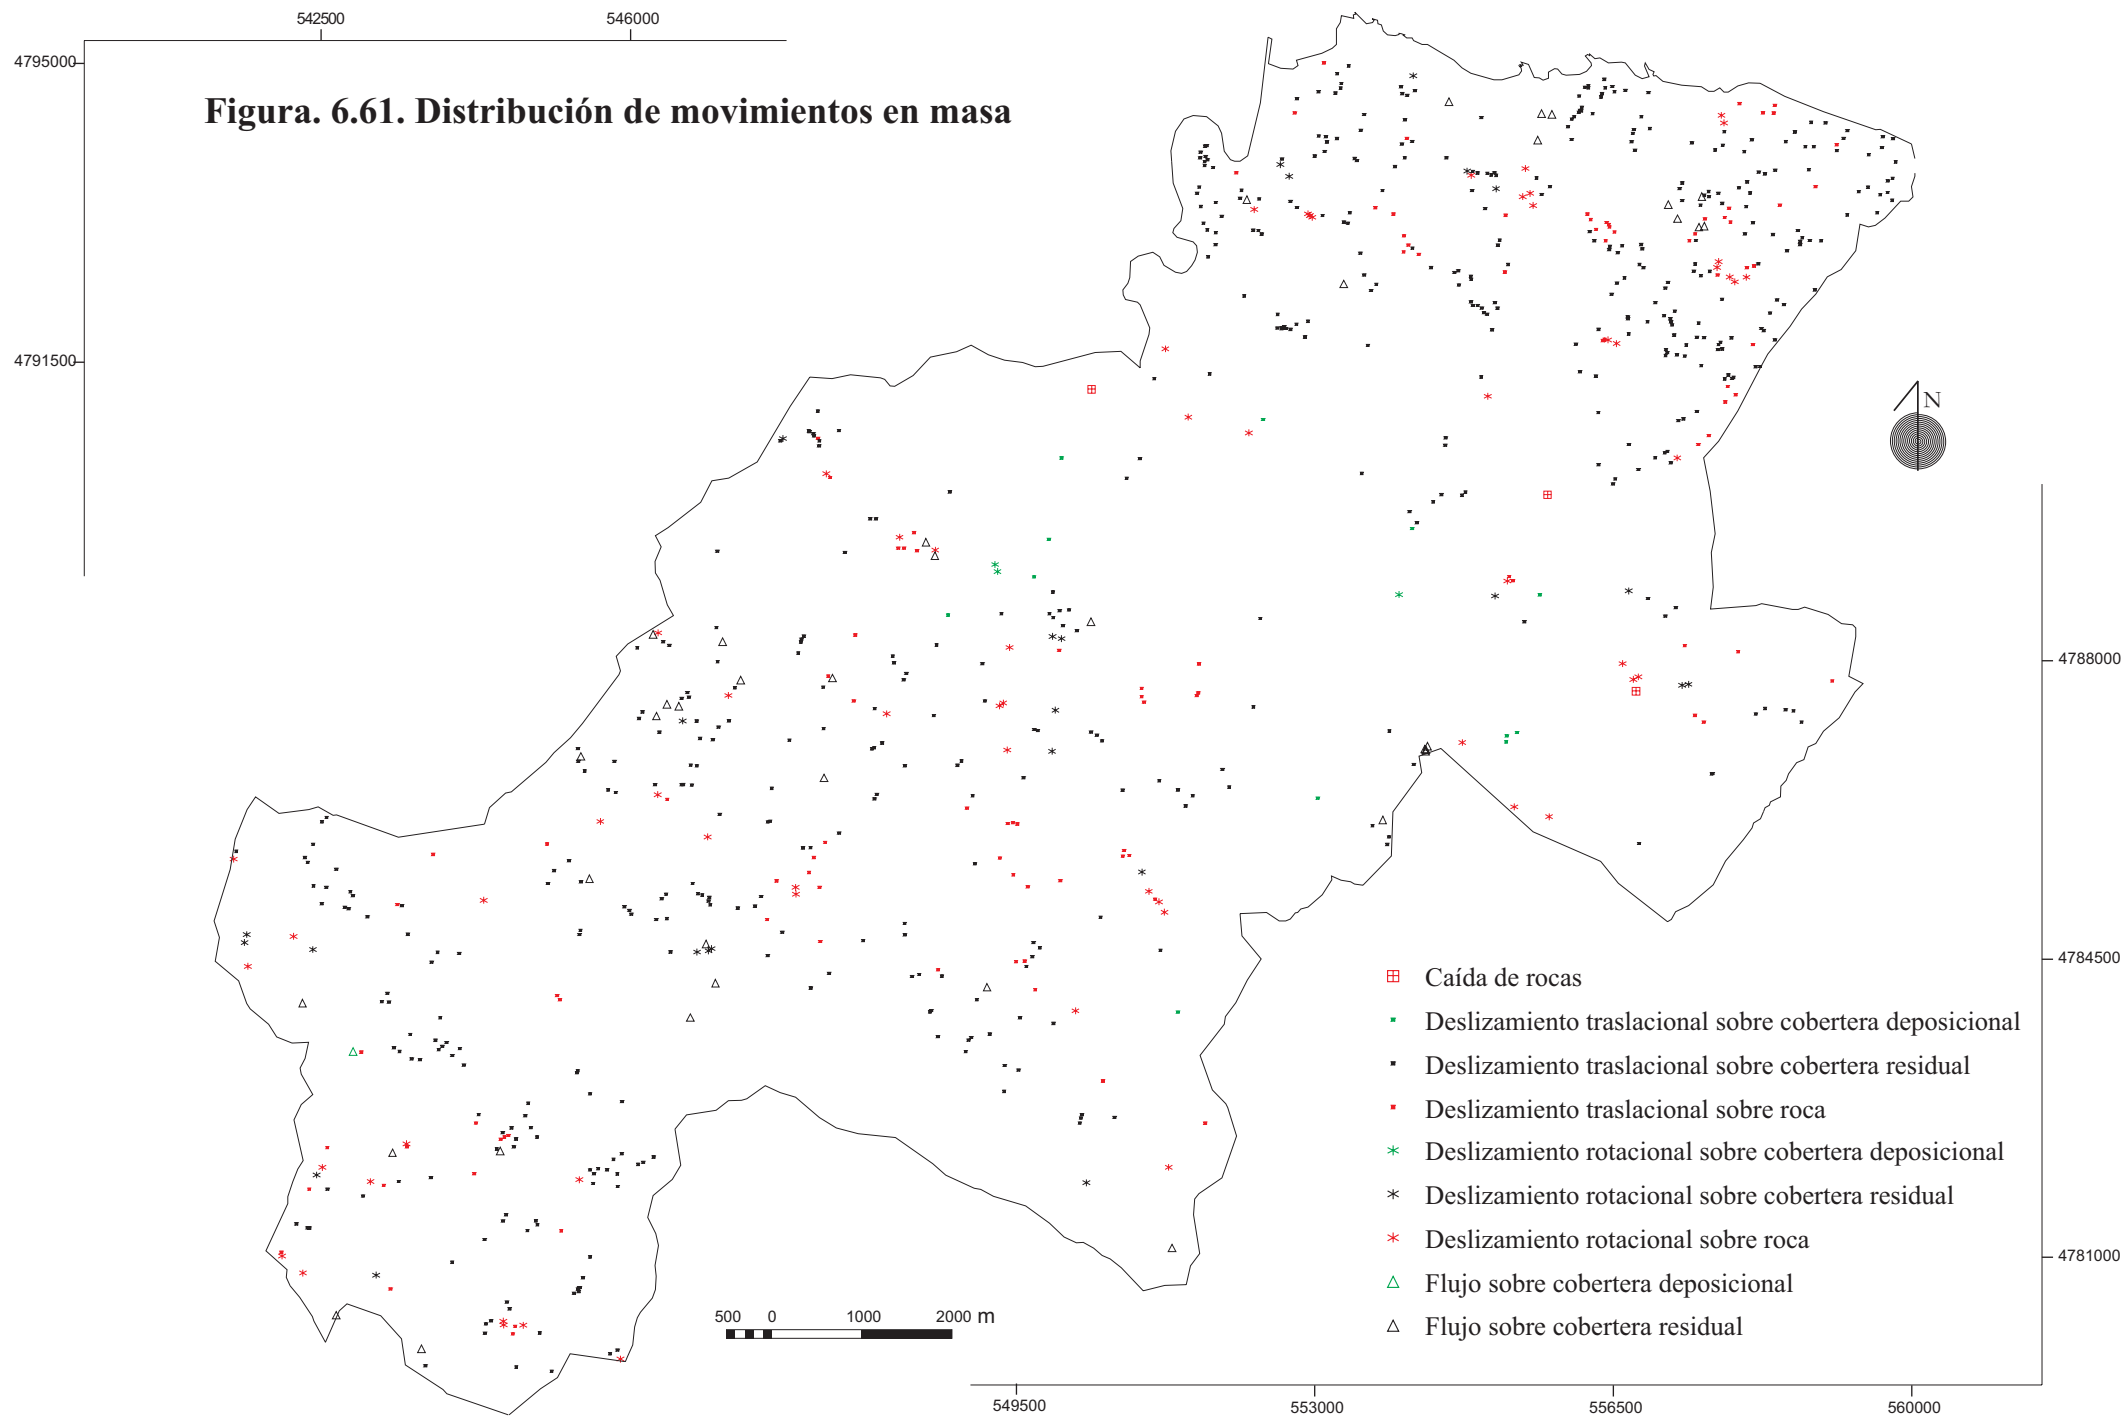 542500
546000
4795000
Figura. 6.61. Distribución de movimientos en masa
4791500
N
4788000
4784500
Caída de rocas
Deslizamiento traslacional sobre cobertera deposicional
Deslizamiento traslacional sobre cobertera residual
Deslizamiento traslacional sobre roca
Deslizamiento rotacional sobre cobertera deposicional
Deslizamiento rotacional sobre cobertera residual
Deslizamiento rotacional sobre roca
4781000
Flujo sobre cobertera deposicional
Flujo sobre cobertera residual
500 0 1000 2000 m
549500
553000
556500
560000